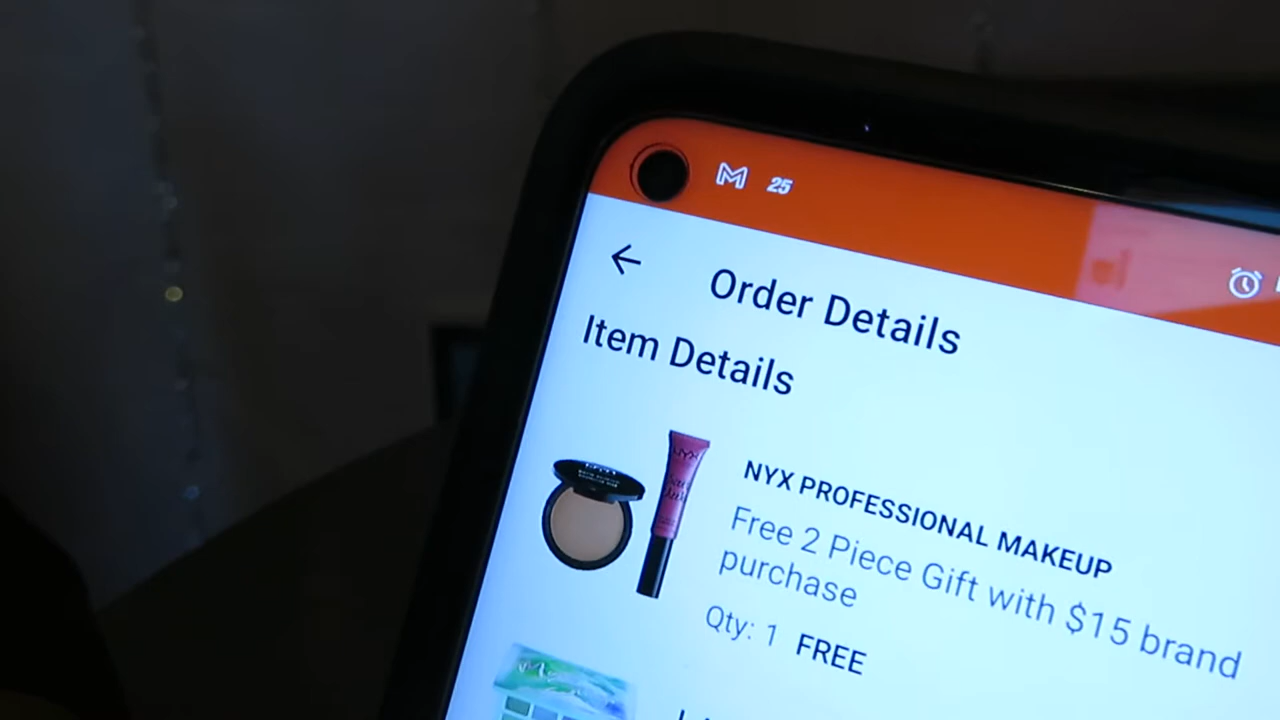 25
Order Details
Item Details
NYX PROFESSIONAL MAKEUP
Free 2 Piece Gift with $15 brand
purchase
Qty: 1 FREE
NYX